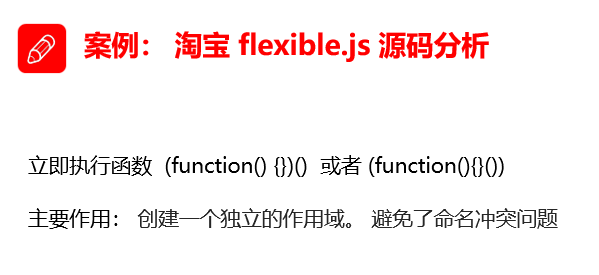 案例： 淘宝 flexible.js 源码分析
立即执行函数 (function() {})() 或者 (function(){}())
主要作用： 创建一个独立的作用域。 避免了命名冲突问题